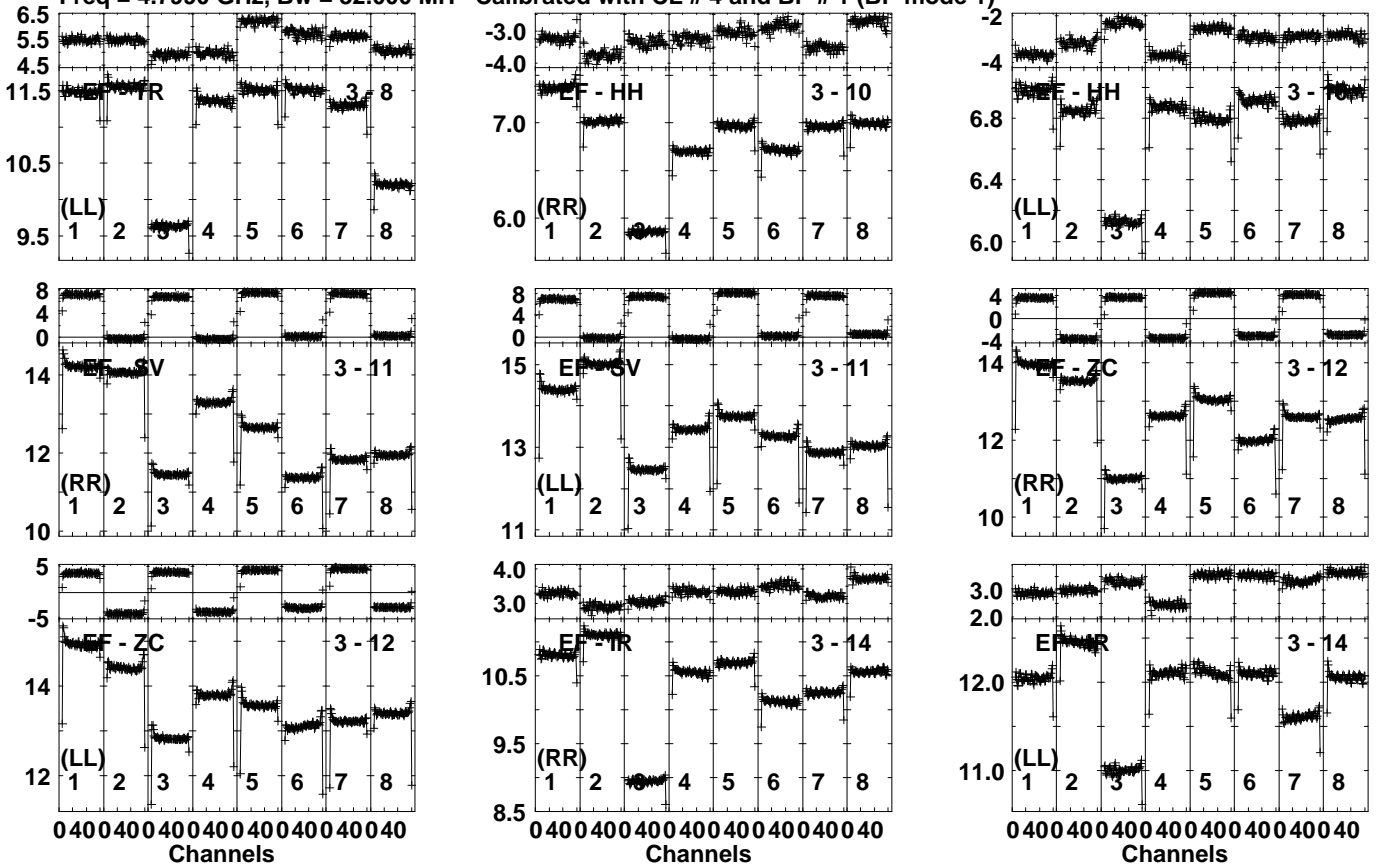 Freq = 4.7990 GHz, Bw = 32.000 MH Calibrated with CL # 4 and BP # 1 (BP mode 1)
6.5
5.5
4.5
11.5
10.5
9.5
EF - TR 3 - 8
(LL)
1 2 3 4 5 6 7 8
-3.0
-4.0
7.0
6.0
EF - HH 3 - 10
(RR)
1 2 3 4 5 6 7 8
-2
-4
6.8
6.4
6.0
EF - HH 3 - 10
(LL)
1 2 3 4 5 6 7 8
8
4
0
14
12
10
EF - SV 3 - 11
(RR)
1 2 3 4 5 6 7 8
8
4
0
15
13
11
EF - SV 3 - 11
(LL)
1 2 3 4 5 6 7 8
4
0
-4
14
12
10
EF - ZC 3 - 12
(RR)
1 2 3 4 5 6 7 8
5
-5
14
12
EF - ZC 3 - 12
(LL)
1 2 3 4 5 6 7 8
0 40 0 40 0 40 0 40 0 40 0 40 0 40 0 40
Channels
4.0
3.0
10.5
9.5
8.5
EF - IR 3 - 14
(RR)
1 2 3 4 5 6 7 8
0 40 0 40 0 40 0 40 0 40 0 40 0 40 0 40
Channels
3.0
2.0
12.0
11.0
EF - IR 3 - 14
(LL)
1 2 3 4 5 6 7 8
0 40 0 40 0 40 0 40 0 40 0 40 0 40 0 40
Channels